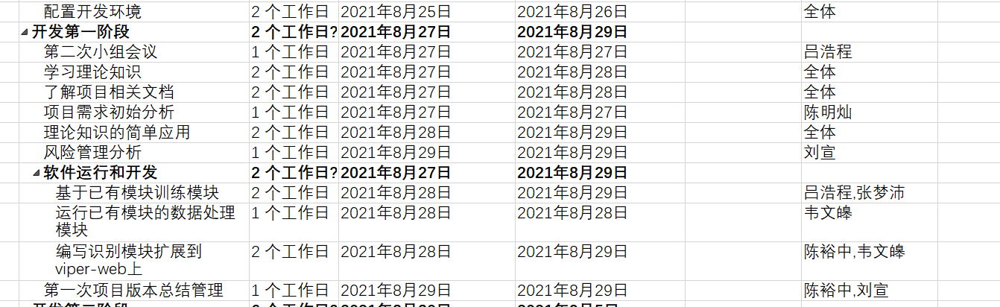 配置开发环境 2 个工作日 2021年8月25日 2021年8月26日 全体
开发第一阶段 2 个工作日? 2021年8月27日 2021年8月29日
第二次小组会议 1 个工作日 2021年8月27日 2021年8月27日 吕浩程
学习理论知识 2 个工作日 2021年8月27日 2021年8月28日 全体
了解项目相关文档 2 个工作日 2021年8月27日 2021年8月28日 全体
项目需求初始分析 1 个工作日 2021年8月27日 2021年8月27日 陈明灿
理论知识的简单应用 2 个工作日 2021年8月28日 2021年8月29日 全体
风险管理分析 1 个工作日 2021年8月29日 2021年8月29日 刘宣
软件运行和开发 2 个工作日? 2021年8月27日 2021年8月29日
基于已有模块训练模块 2 个工作日 2021年8月28日 2021年8月29日 吕浩程,张梦沛
运行已有模块的数据处理 1 个工作日 2021年8月28日 2021年8月28日 韦文皞
模块
编写识别模块扩展到 2 个工作日 2021年8月28日 2021年8月29日 陈裕中,韦文皞
viper-web上
第一次项目版本总结管理 1 个工作日 2021年8月29日 2021年8月29日 陈裕中,刘宣